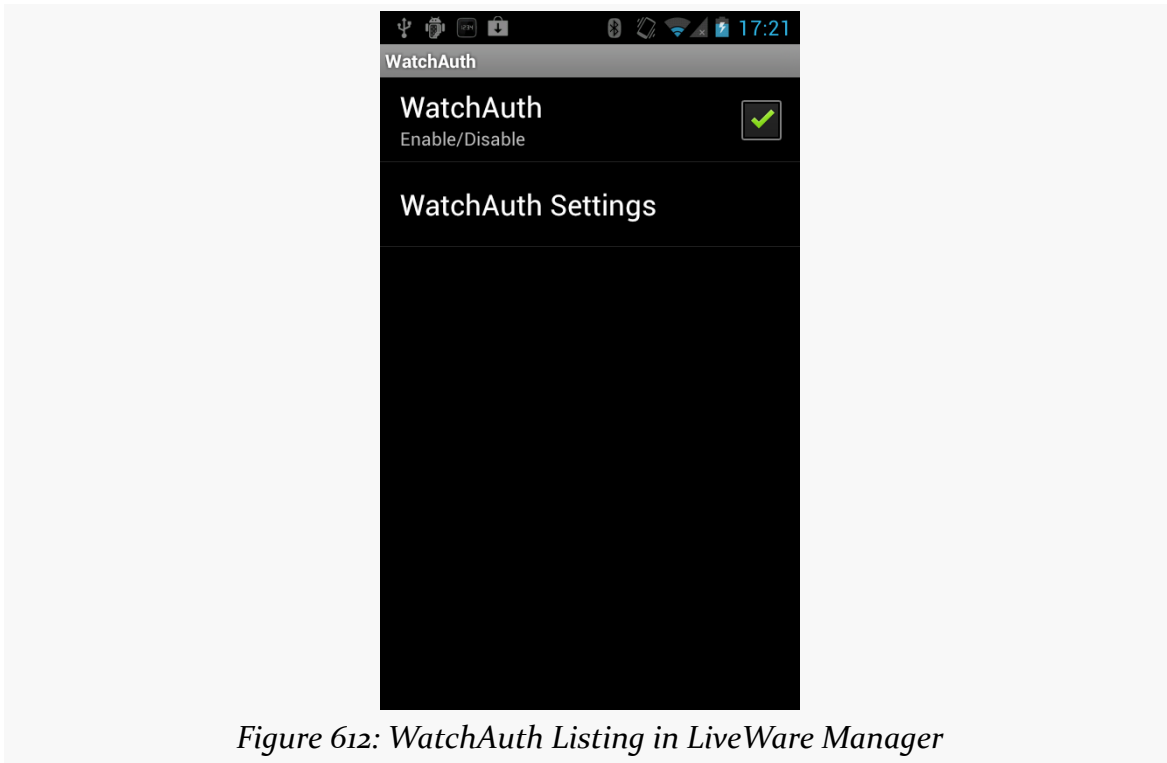 17:21
WatchAuth
WatchAuth
Enable/Disable
WatchAuth Settings
Figure 612: WatchAuth Listing in LiveWare Manager